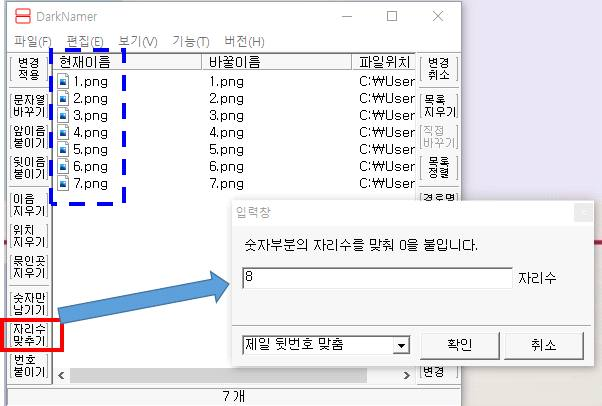 DarkNamer
파일(F) 편집(E) 보기(V) 기능(T) 버전(H)
변경
적용
문자열
바꾸기
앞이름
붙이기
뒷이름
붙이기
이름
지우기
위치
지우기
묶인곳
지우기
숫자만
남기기
자리수
맞추기
번호
붙이기
현재이름 바꿀이름 파일위치
1.png 1.png C:\User
2.png 2.png C:\User
3.png 3.png C:\User
4.png 4.png C:\User
5.png 5.png C:\User
6.png 6.png C:\User
7.png 7.png C:\User
변경
취소
목록
지우기
직접
바꾸기
목록
정렬
경로명
입력창
숫자부분의 자리수를 맞춰 0을 붙입니다.
8 자리수
제일 뒷번호 맞춤 확인 취소
변경
7 개